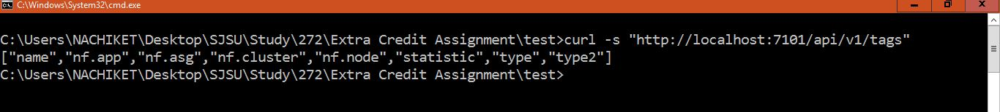 C:\Windows\System32\cmd.exe
C:\Users\NACHIKET\Desktop\SJSU\Study\272\Extra Credit Assignment\test>curl -s "http://localhost:7101/api/v1/tags"
["name","nf.app","nf.asg","nf.cluster","nf.node","statistic","type","type2"]
C:\Users\NACHIKET\Desktop\SJSU\Study\272\Extra Credit Assignment\test>